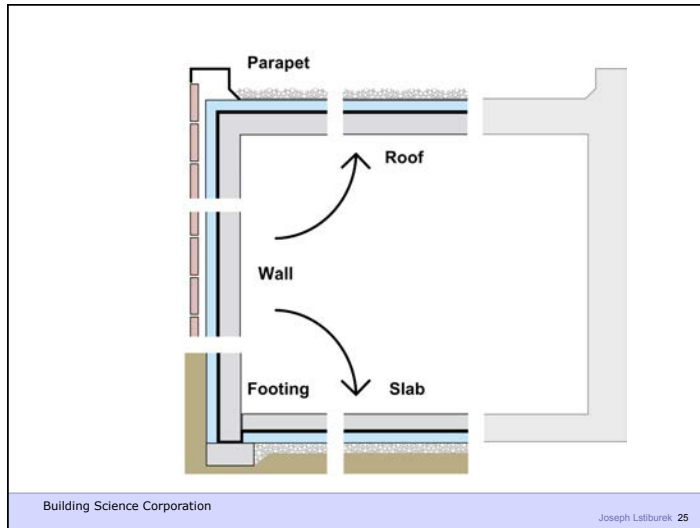 Parapet
Roof
Wall
Footing
Slab
Building Science Corporation
Joseph Lstiburek 25